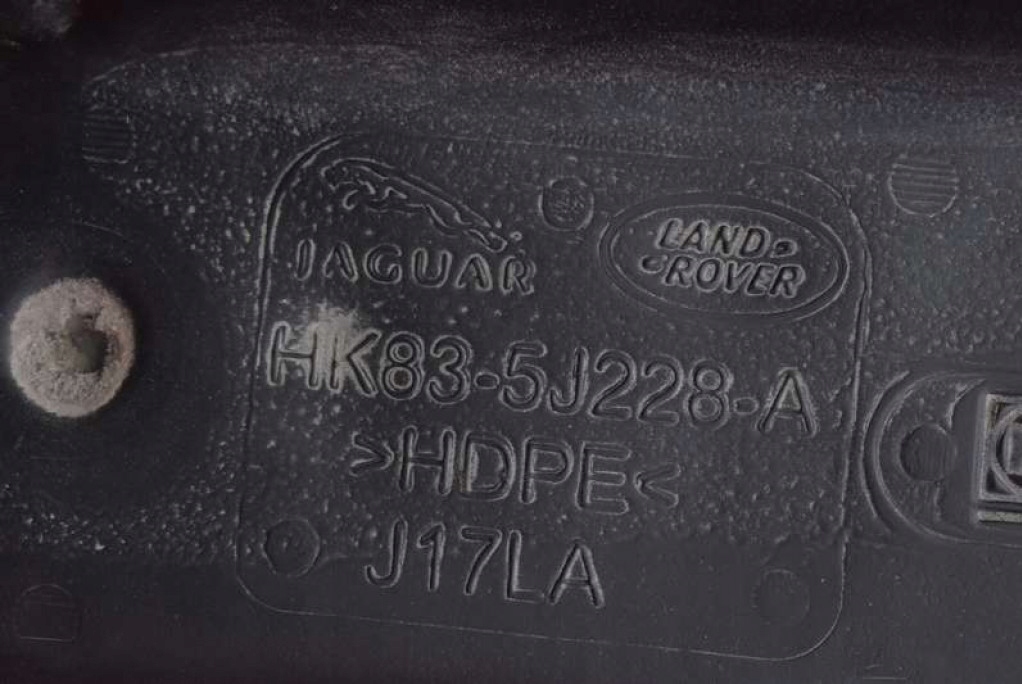 JAGUAR
LAND
ROVER
HK83-5J228-A
>HDPE<
J17LA